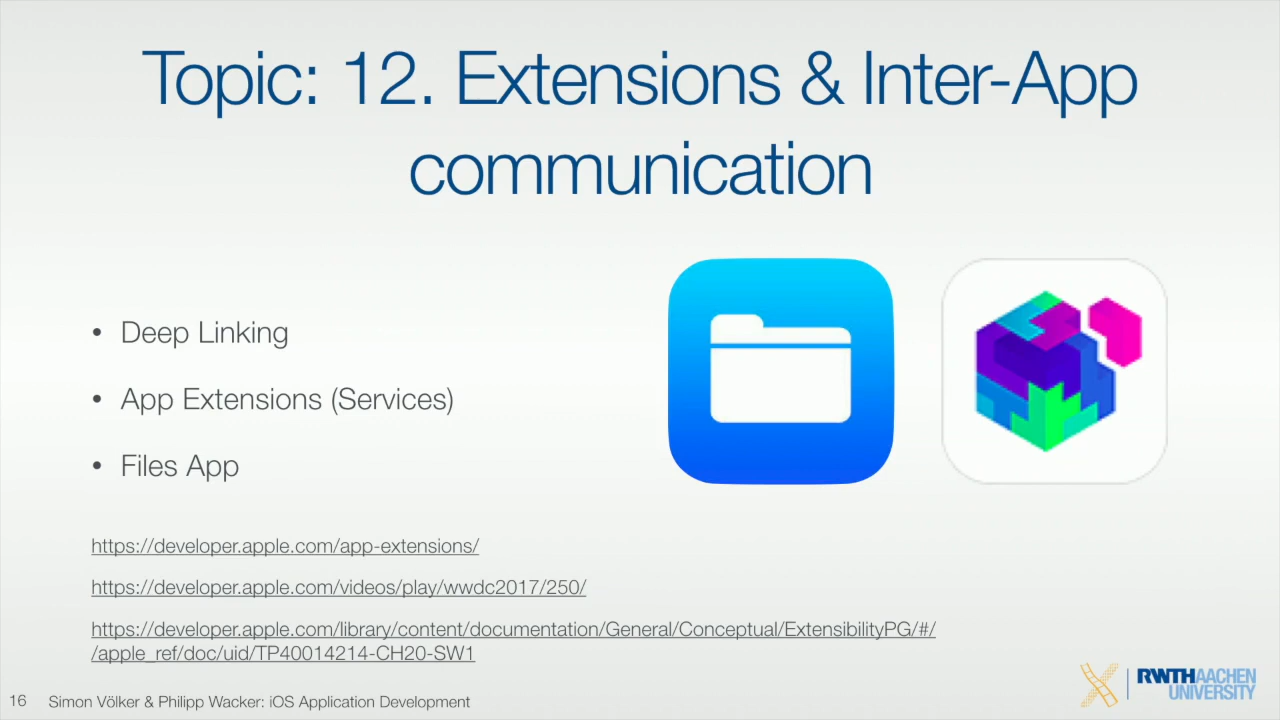 Topic: 12. Extensions & Inter-App
communication
• Deep Linking
• App Extensions (Services)
• Files App
https://developer.apple.com/app-extensions/
https://developer.apple.com/videos/play/wwdc2017/250/
https://developer.apple.com/library/content/documentation/General/Conceptual/ExtensibilityPG/#/
/apple_ref/doc/uid/TP40014214-CH20-SW1
16 Simon Völker & Philipp Wacker: iOS Application Development
RWTHAACHEN
UNIVERSITY